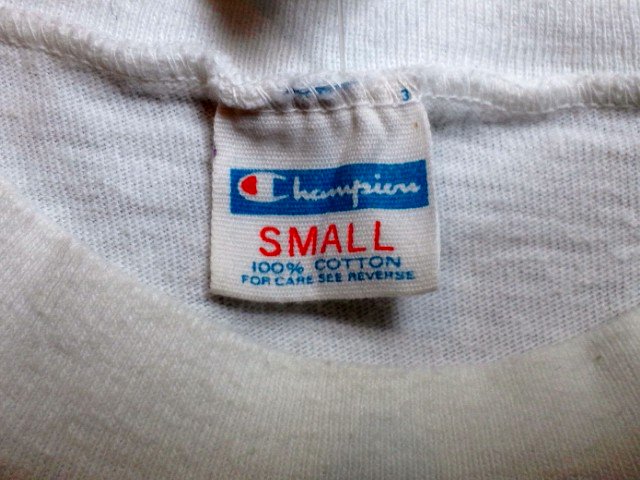 Champion
SMALL
100% COTTON
FOR CARE SEE REVERSE